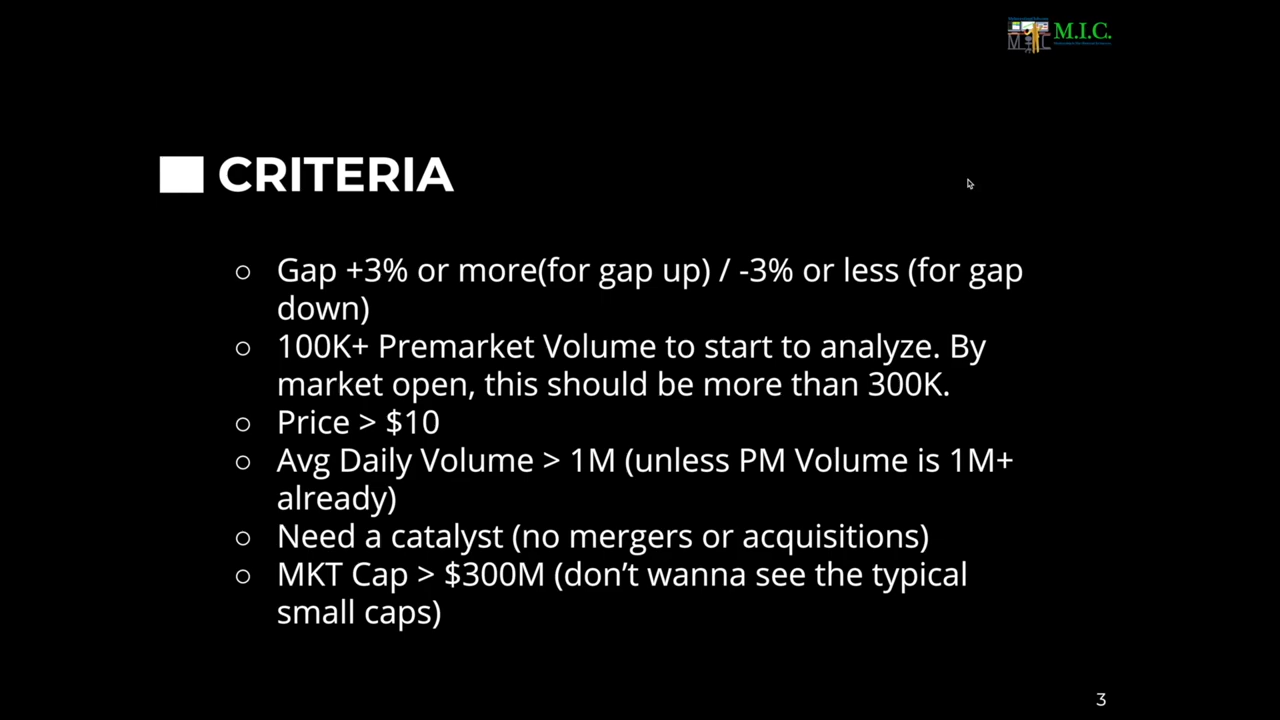 M.I.C.
CRITERIA
○ Gap +3% or more(for gap up) / -3% or less (for gap
down)
○ 100K+ Premarket Volume to start to analyze. By
market open, this should be more than 300K.
○ Price > $10
○ Avg Daily Volume > 1M (unless PM Volume is 1M+
already)
○ Need a catalyst (no mergers or acquisitions)
○ MKT Cap > $300M (don’t wanna see the typical
small caps)
3